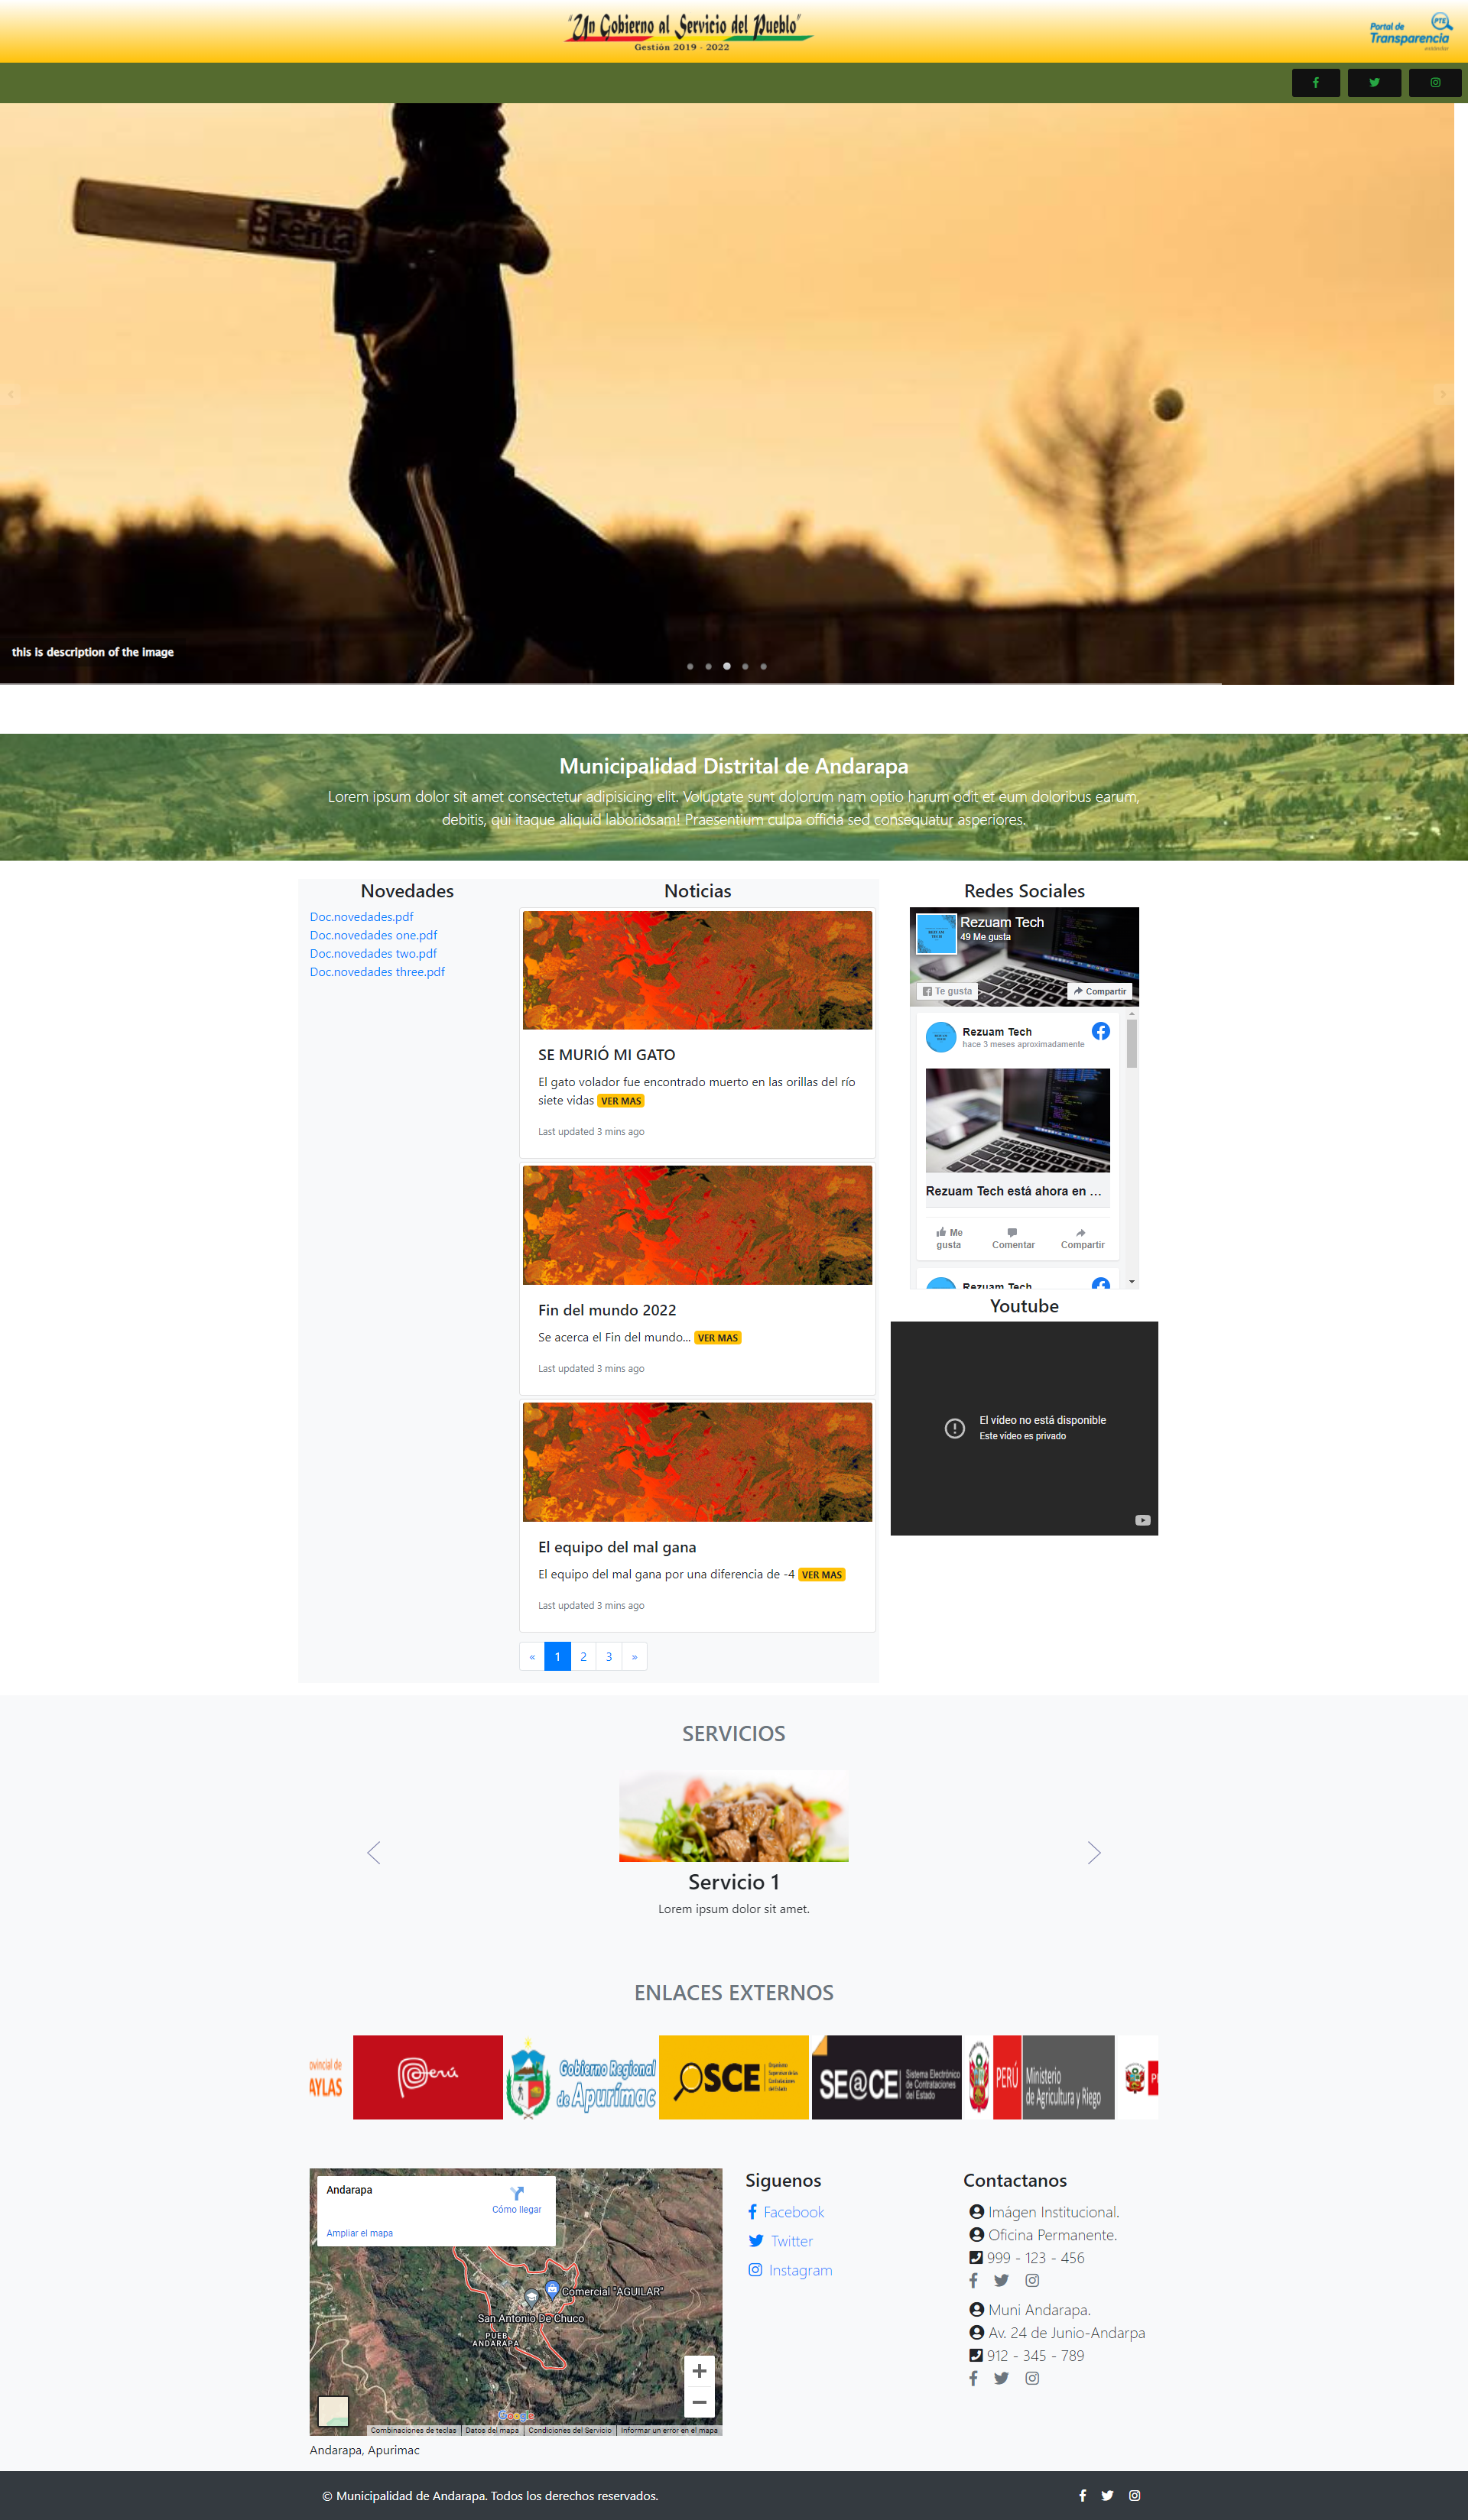 "Un Gobierno al Servicio del Pueblo"
Gestión 2019 - 2022
Portal de
PTE
Transparencia
estándar
V-12
Fenta
this is description of the image
Municipalidad Distrital de Andarapa
Lorem ipsum dolor sit amet consectetur adipisicing elit. Voluptate sunt dolorum nam optio harum odit et eum doloribus earum,
debitis, qui itaque aliquid laboriosam! Praesentium culpa officia sed consequatur asperiores.
Novedades
Doc.novedades.pdf
Doc.novedades one.pdf
Doc.novedades two.pdf
Doc.novedades three.pdf
Noticias
SE MURIÓ MI GATO
El gato volador fue encontrado muerto en las orillas del río
siete vidas VER MAS
Last updated 3 mins ago
Fin del mundo 2022
Se acerca el Fin del mundo... VER MAS
Last updated 3 mins ago
El equipo del mal gana
El equipo del mal gana por una diferencia de -4 VER MAS
Last updated 3 mins ago
« 1 2 3 »
Redes Sociales
REZUAM
TECH
Rezuam Tech
49 Me gusta
Te gusta
Compartir
Rezuam Tech
hace 3 meses aproximadamente
Rezuam Tech está ahora en ...
Me gusta
Comentar
Compartir
Rezuam Tech
Youtube
El vídeo no está disponible
Este vídeo es privado
SERVICIOS
Servicio 1
Lorem ipsum dolor sit amet.
ENLACES EXTERNOS
ovincial de
AYLAS
Perú
Gobierno Regional
de Apurímac
OSCE
Organismo
Supervisor de las
Contrataciones
del Estado
SE@CE
Sistema Electrónico
de Contrataciones
del Estado
PERÚ
Ministerio
de Agricultura y Riego
P
Andarapa
Cómo llegar
Ampliar el mapa
Comercial "AGUILAR"
San Antonio De Chuco
PUEB.
ANDARAPA
Google
Combinaciones de teclas
Datos del mapa
Condiciones del Servicio
Informar un error en el mapa
Andarapa, Apurimac
Siguenos
Facebook
Twitter
Instagram
Contactanos
Imágen Institucional.
Oficina Permanente.
999 - 123 - 456
Muni Andarapa.
Av. 24 de Junio-Andarpa
912 - 345 - 789
© Municipalidad de Andarapa. Todos los derechos reservados.